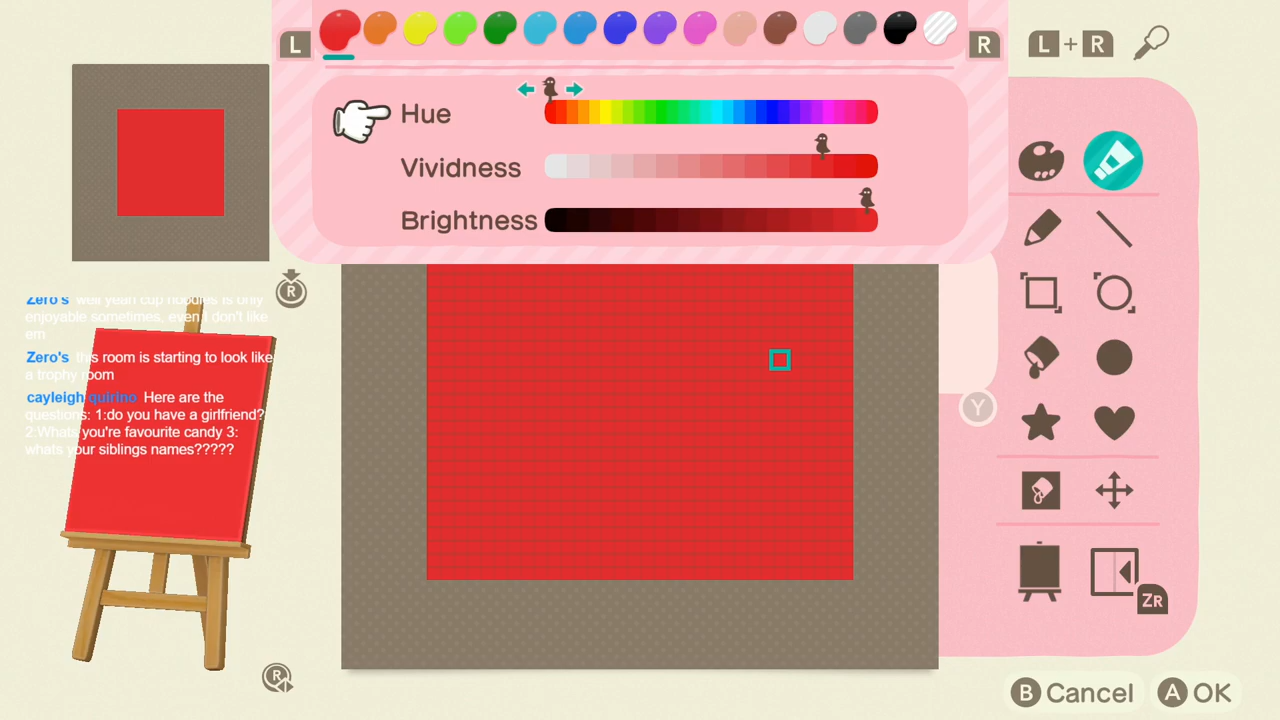 L
R
L + R
Hue
Vividness
Brightness
R
Zero's well yeah cup noodles is only
enjoyable sometimes, even I don't like
em
Zero's this room is starting to look like
a trophy room
cayleigh quirino Here are the
questions: 1:do you have a girlfriend?
2:Whats you're favourite candy 3:
whats your siblings names?????
Y
ZR
R
B Cancel
A OK